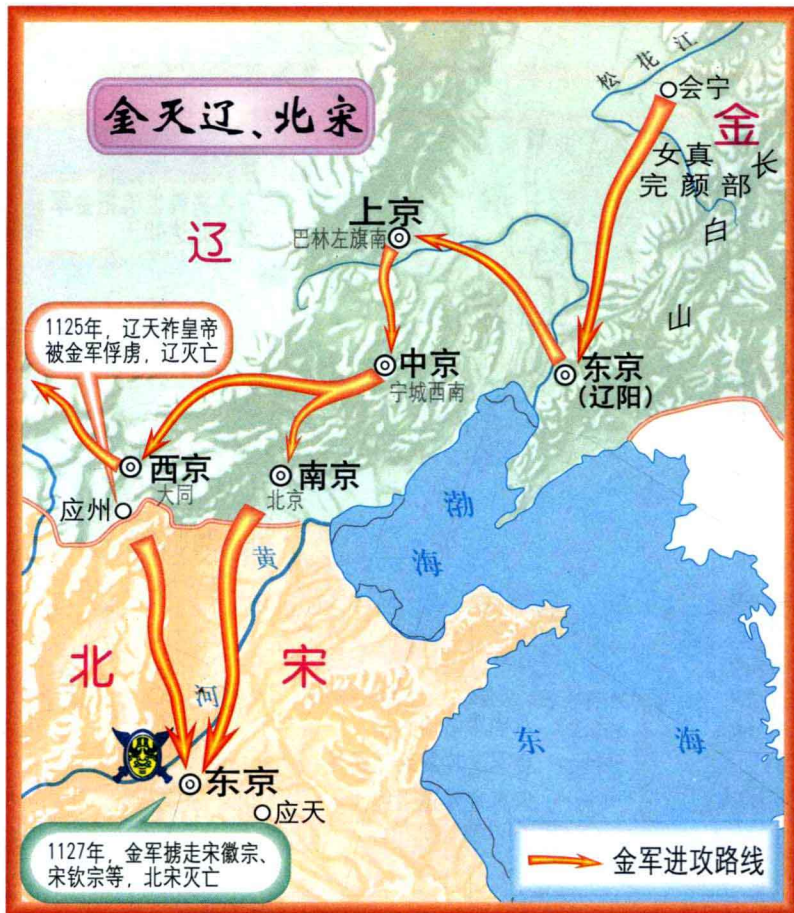 金灭辽、北宋
松花江
会宁
金
女真
完颜部
长白山
辽
上京
巴林左旗南
1125年，辽天祚皇帝
被金军俘虏，辽灭亡
中京
宁城西南
东京
(辽阳)
西京
大同
南京
北京
应州
渤海
黄河
北宋
东海
东京
应天
1127年，金军掳走宋徽宗、
宋钦宗等，北宋灭亡
金军进攻路线